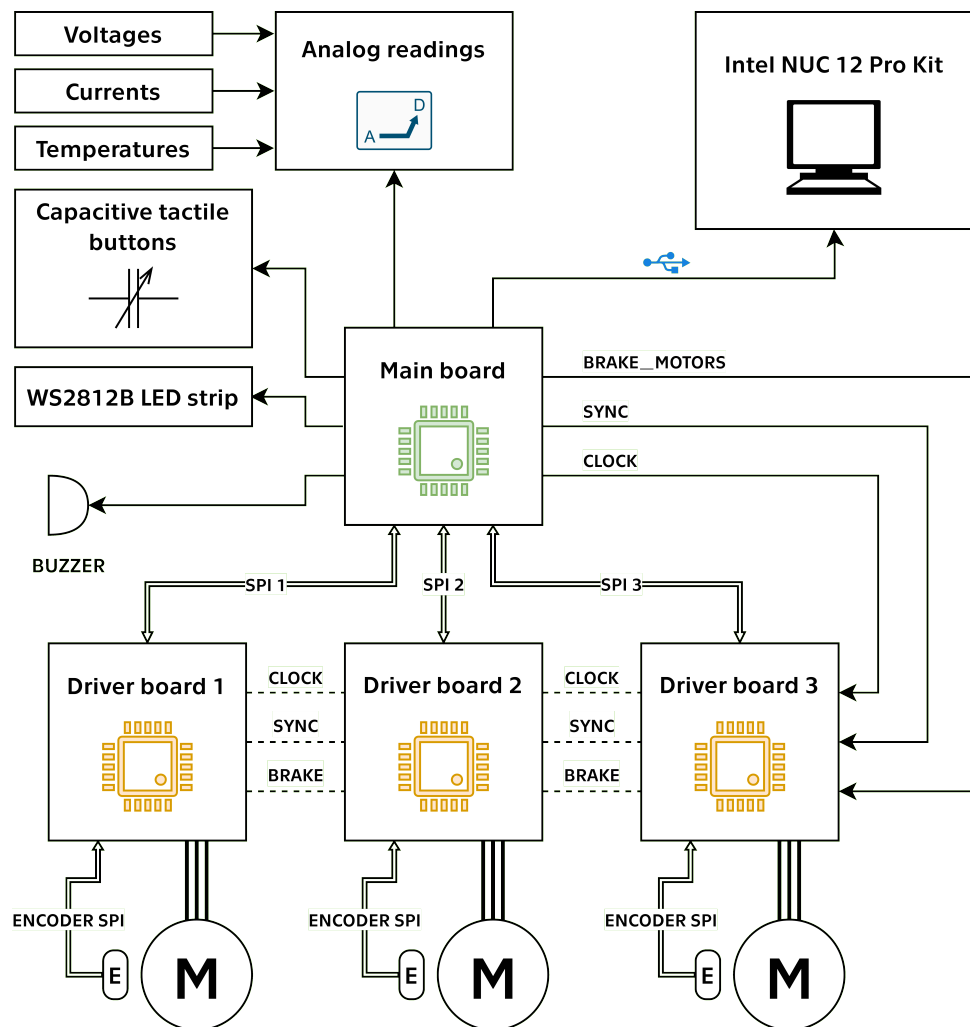 Voltages
Currents
Temperatures
Analog readings
A
D
Intel NUC 12 Pro Kit
Capacitive tactile
buttons
WS2812B LED strip
BUZZER
Main board
BRAKE_MOTORS
SYNC
CLOCK
SPI 1
SPI 2
SPI 3
Driver board 1
CLOCK
SYNC
BRAKE
Driver board 2
CLOCK
SYNC
BRAKE
Driver board 3
ENCODER SPI
E
M
ENCODER SPI
E
M
ENCODER SPI
E
M